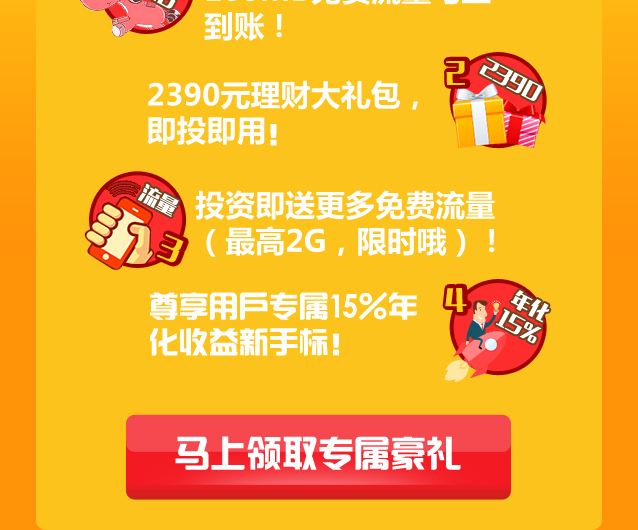 到账！
2390元理财大礼包，
即投即用!
2
2390
流量
3
投资即送更多免费流量
（最高2G，限时哦）！
尊享用戶专属15%年
化收益新手标!
4
年化
15%
马上领取专属豪礼